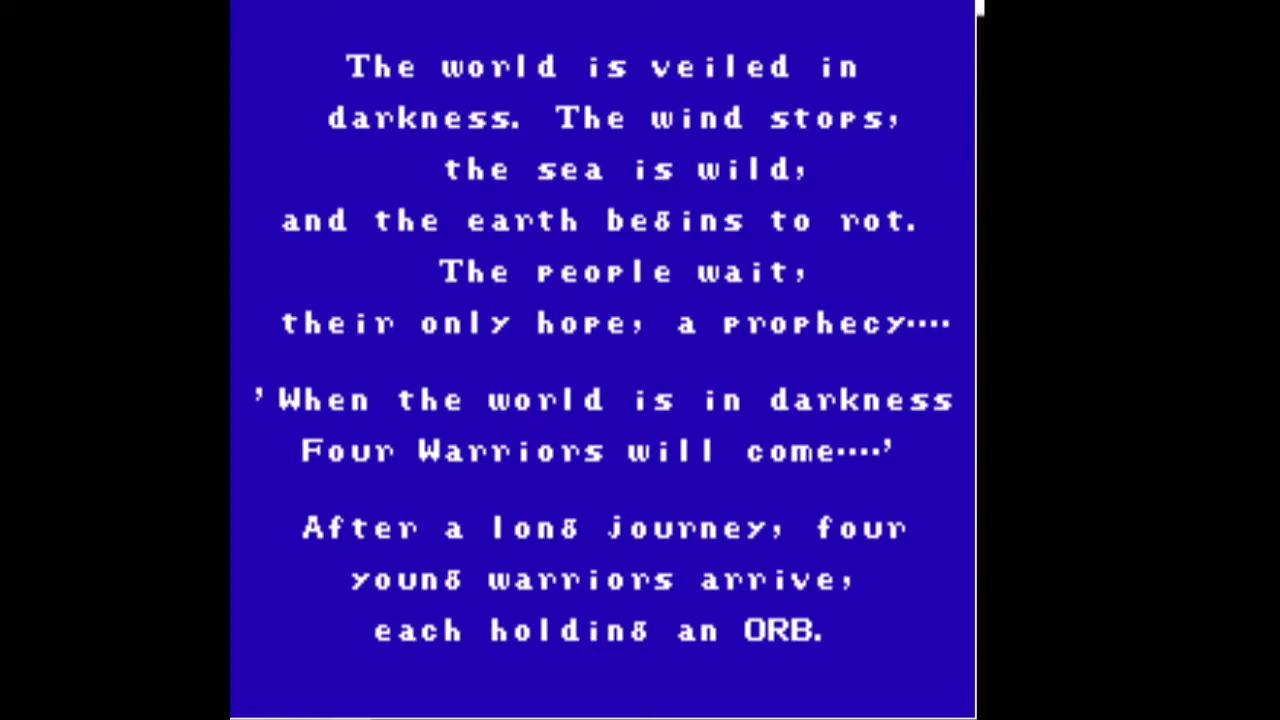 The world is veiled in
darkness. The wind stops,
the sea is wild,
and the earth begins to rot.
The people wait,
their only hope, a prophecy....
'When the world is in darkness
Four Warriors will come....'
After a long journey, four
young warriors arrive,
each holding an ORB.